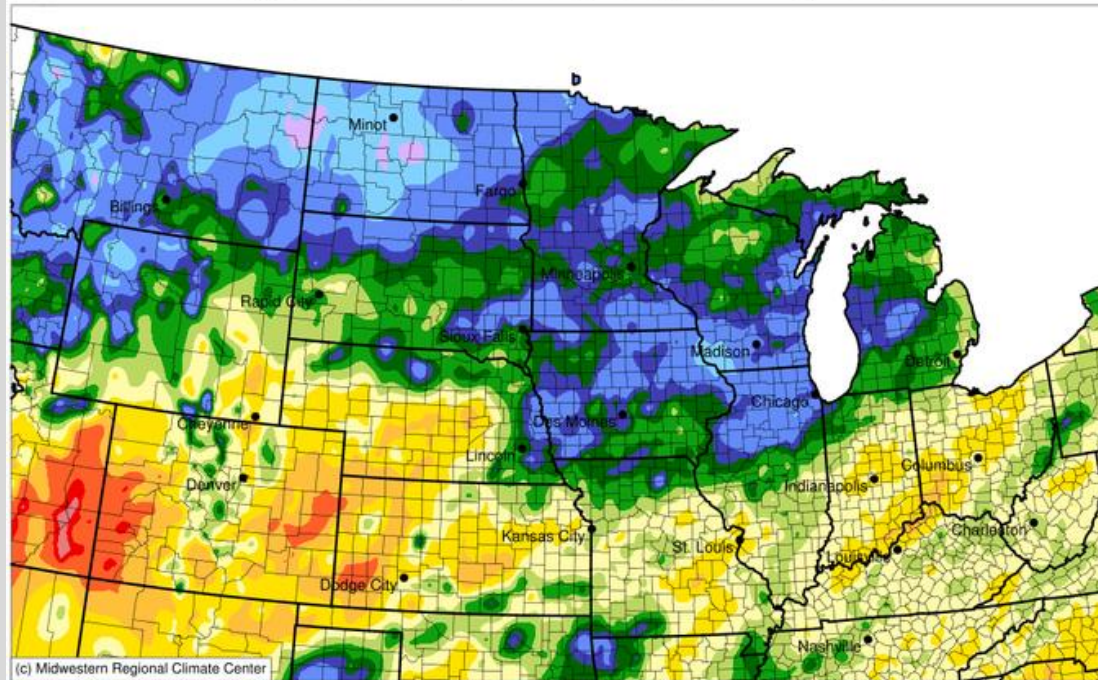 Minot
Fargo
Billings
Minneapolis
Rapid City
Sioux Falls
Madison
Detroit
Chicago
Des Moines
Cheyenne
Lincoln
Columbus
Denver
Indianapolis
Charleston
Kansas City
St. Louis
Louisville
Dodge City
Nashville
(c) Midwestern Regional Climate Center